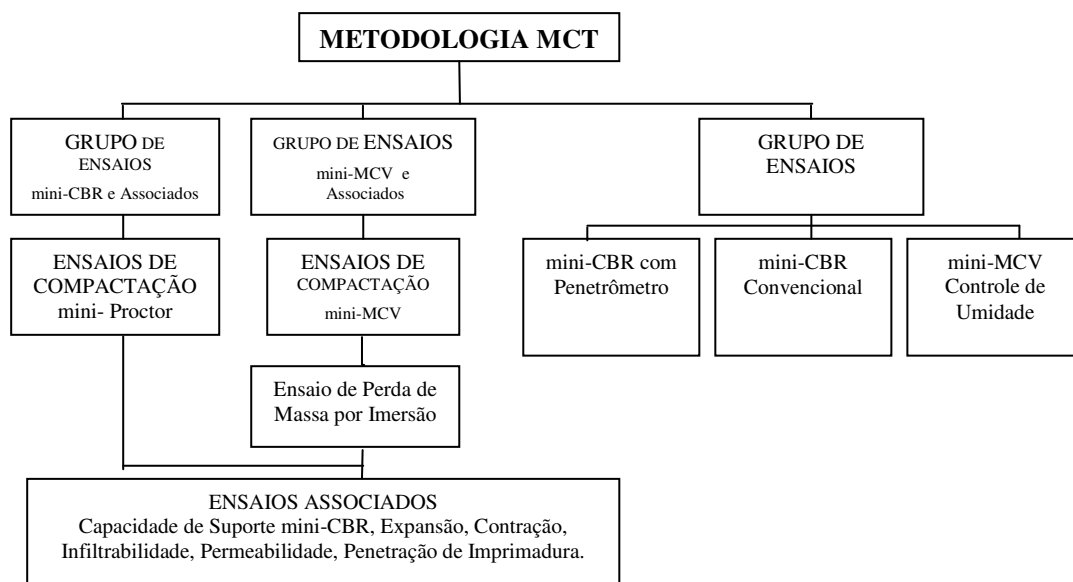 METODOLOGIA MCT
GRUPO DE
ENSAIOS
mini-CBR e Associados
GRUPO DE ENSAIOS
mini-MCV e
Associados
GRUPO DE
ENSAIOS
ENSAIOS DE
COMPACTAÇÃO
mini- Proctor
ENSAIOS DE
COMPACTAÇÃO
mini-MCV
mini-CBR com
Penetrômetro
mini-CBR
Convencional
mini-MCV
Controle de
Umidade
Ensaio de Perda de
Massa por Imersão
ENSAIOS ASSOCIADOS
Capacidade de Suporte mini-CBR, Expansão, Contração,
Infiltrabilidade, Permeabilidade, Penetração de Imprimadura.